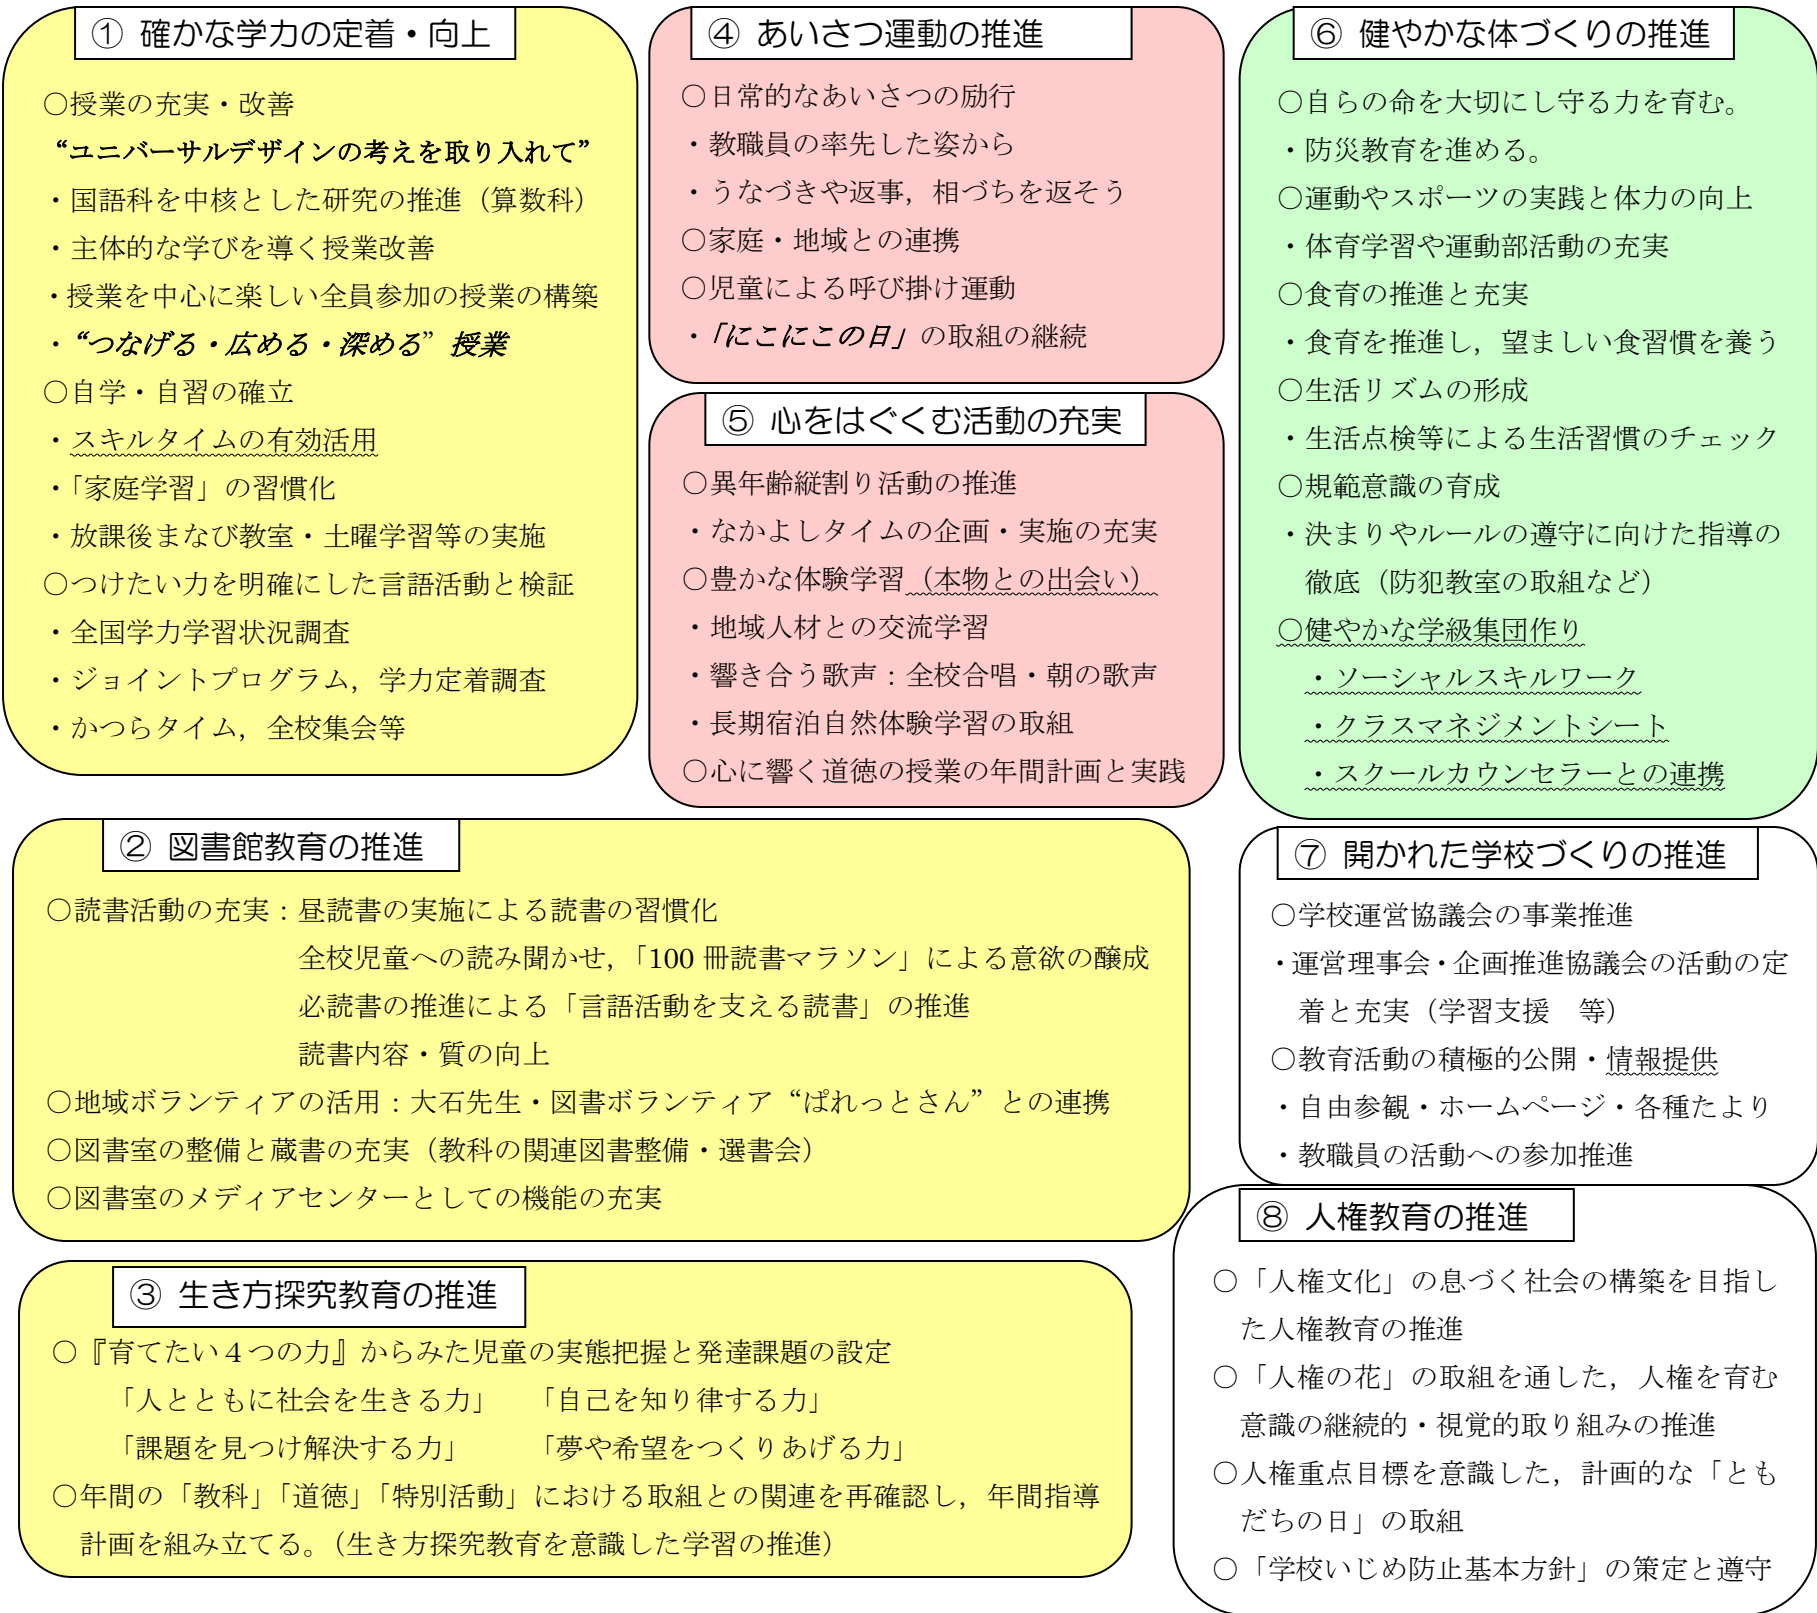 ① 確かな学力の定着・向上
○授業の充実・改善
“ユニバーサルデザインの考えを取り入れて”
・国語科を中核とした研究の推進（算数科）
・主体的な学びを導く授業改善
・授業を中心に楽しい全員参加の授業の構築
・“つなげる・広める・深める”授業
○自学・自習の確立
・スキルタイムの有効活用
・「家庭学習」の習慣化
・放課後まなび教室・土曜学習等の実施
○つけたい力を明確にした言語活動と検証
・全国学力学習状況調査
・ジョイントプログラム，学力定着調査
・かつらタイム，全校集会等
② 図書館教育の推進
○読書活動の充実：昼読書の実施による読書の習慣化
全校児童への読み聞かせ，「100 冊読書マラソン」による意欲の醸成
必読書の推進による「言語活動を支える読書」の推進
読書内容・質の向上
○地域ボランティアの活用：大石先生・図書ボランティア“ぱれっとさん”との連携
○図書室の整備と蔵書の充実（教科の関連図書整備・選書会）
○図書室のメディアセンターとしての機能の充実
③ 生き方探究教育の推進
○『育てたい４つの力』からみた児童の実態把握と発達課題の設定
「人とともに社会を生きる力」　「自己を知り律する力」
「課題を見つけ解決する力」　　「夢や希望をつくりあげる力」
○年間の「教科」「道徳」「特別活動」における取組との関連を再確認し，年間指導
計画を組み立てる。（生き方探究教育を意識した学習の推進）
④ あいさつ運動の推進
○日常的なあいさつの励行
・教職員の率先した姿から
・うなづきや返事，相づちを返そう
○家庭・地域との連携
○児童による呼び掛け運動
・「にこにこの日」の取組の継続
⑤ 心をはぐくむ活動の充実
○異年齢縦割り活動の推進
・なかよしタイムの企画・実施の充実
○豊かな体験学習（本物との出会い）
・地域人材との交流学習
・響き合う歌声：全校合唱・朝の歌声
・長期宿泊自然体験学習の取組
○心に響く道徳の授業の年間計画と実践
⑥ 健やかな体づくりの推進
○自らの命を大切にし守る力を育む。
・防災教育を進める。
○運動やスポーツの実践と体力の向上
・体育学習や運動部活動の充実
○食育の推進と充実
・食育を推進し，望ましい食習慣を養う
○生活リズムの形成
・生活点検等による生活習慣のチェック
○規範意識の育成
・決まりやルールの遵守に向けた指導の
徹底（防犯教室の取組など）
○健やかな学級集団作り
・ソーシャルスキルワーク
・クラスマネジメントシート
・スクールカウンセラーとの連携
⑦ 開かれた学校づくりの推進
○学校運営協議会の事業推進
・運営理事会・企画推進協議会の活動の定
着と充実（学習支援　等）
○教育活動の積極的公開・情報提供
・自由参観・ホームページ・各種たより
・教職員の活動への参加推進
⑧ 人権教育の推進
○「人権文化」の息づく社会の構築を目指し
た人権教育の推進
○「人権の花」の取組を通した，人権を育む
意識の継続的・視覚的取り組みの推進
○人権重点目標を意識した，計画的な「とも
だちの日」の取組
○「学校いじめ防止基本方針」の策定と遵守